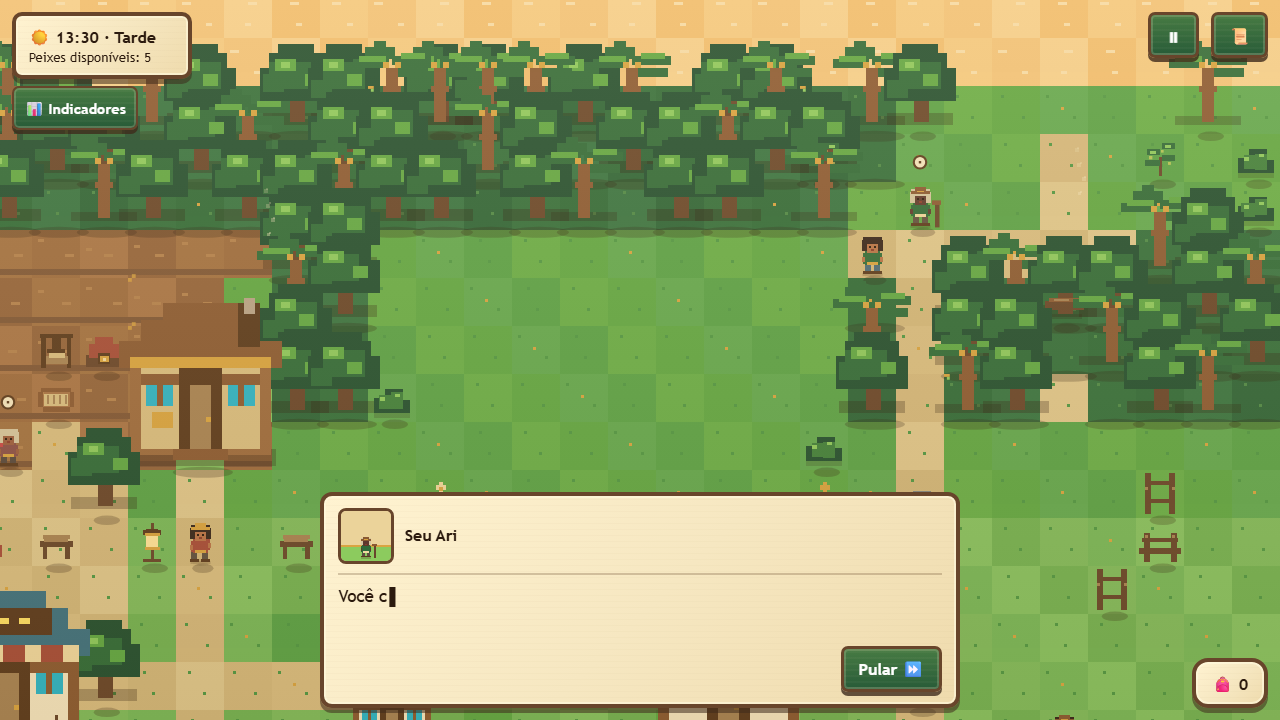 13:30 · Tarde
Peixes disponíveis: 5
Indicadores
Seu Ari
Você c
Pular
0